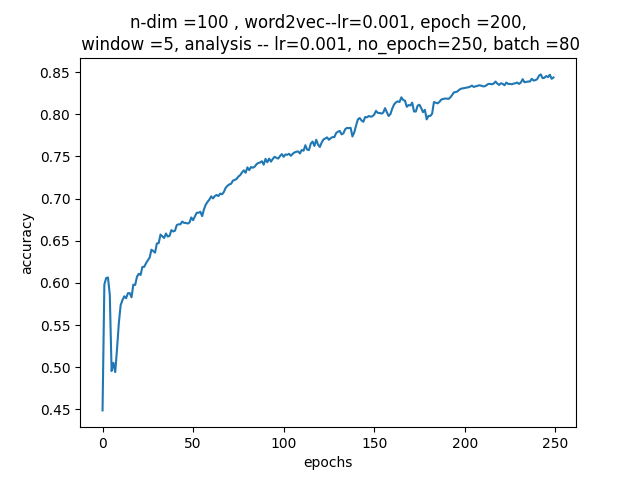 n-dim =100 , word2vec--lr=0.001, epoch =200,
window =5, analysis -- lr=0.001, no_epoch=250, batch =80
0.85
0.80
0.75
0.70
0.65
0.60
0.55
0.50
0.45
accuracy
0 50 100 150 200 250
epochs